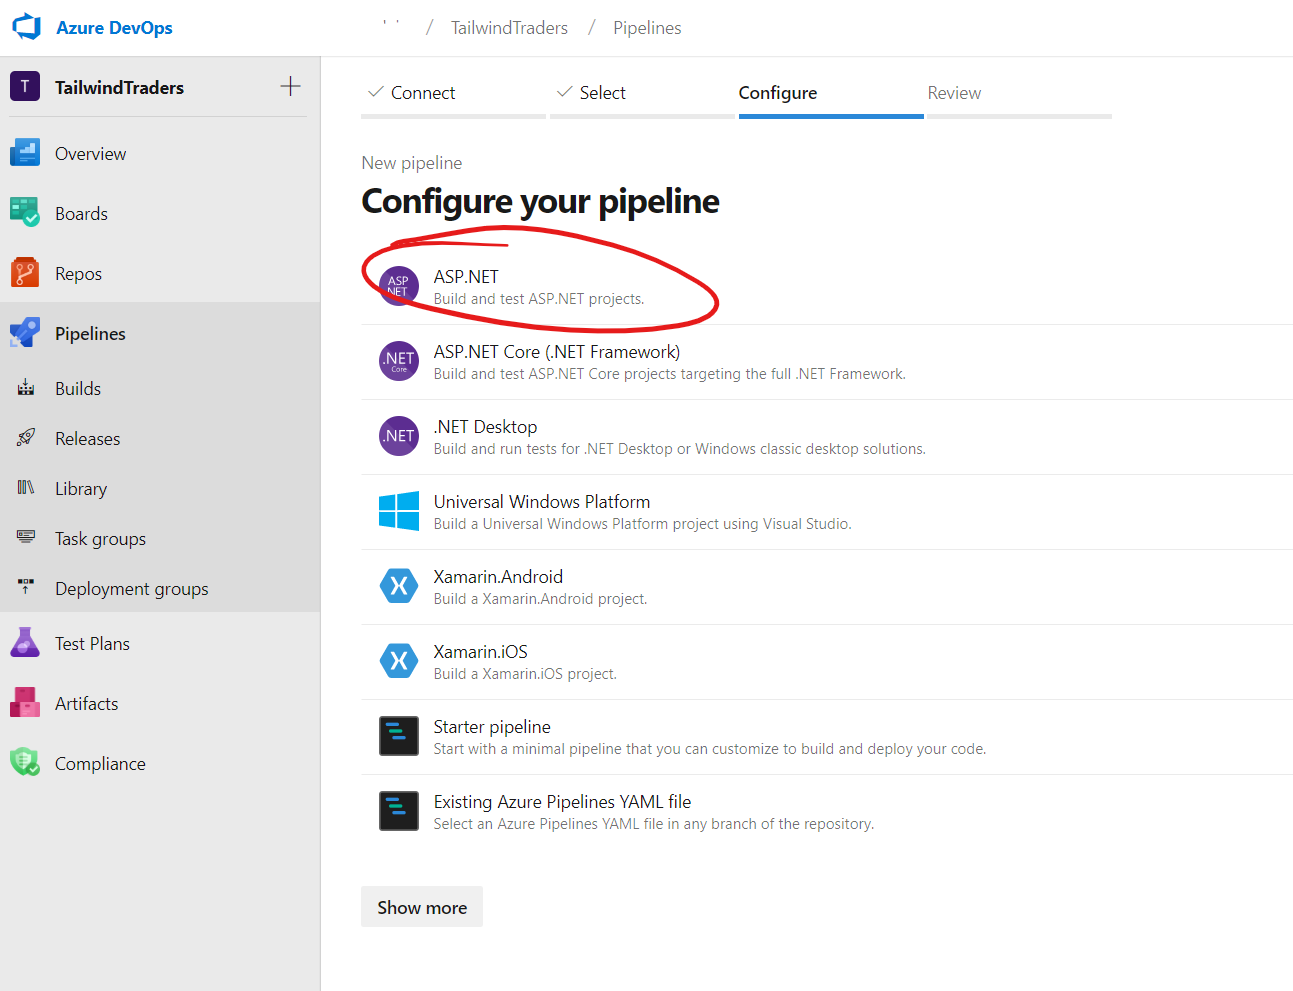 Azure DevOps
/ TailwindTraders / Pipelines
T TailwindTraders
Overview
Boards
Repos
Pipelines
Builds
Releases
Library
Task groups
Deployment groups
Test Plans
Artifacts
Compliance
Connect
Select
Configure
Review
New pipeline
Configure your pipeline
ASP
NET
ASP.NET
Build and test ASP.NET projects.
.NET
Core
ASP.NET Core (.NET Framework)
Build and test ASP.NET Core projects targeting the full .NET Framework.
.NET
.NET Desktop
Build and run tests for .NET Desktop or Windows classic desktop solutions.
Universal Windows Platform
Build a Universal Windows Platform project using Visual Studio.
X
Xamarin.Android
Build a Xamarin.Android project.
X
Xamarin.iOS
Build a Xamarin.iOS project.
Starter pipeline
Start with a minimal pipeline that you can customize to build and deploy your code.
Existing Azure Pipelines YAML file
Select an Azure Pipelines YAML file in any branch of the repository.
Show more